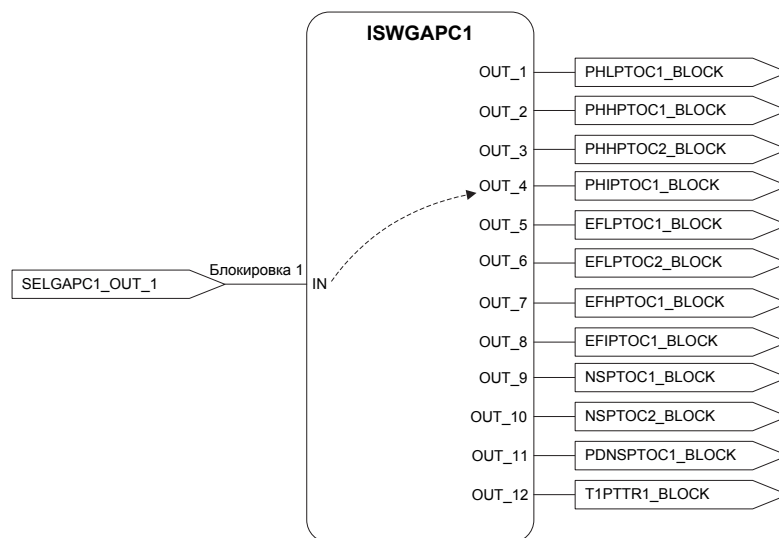 ISWGAPC1
OUT_1 PHLPTOC1_BLOCK
OUT_2 PHHPTOC1_BLOCK
OUT_3 PHHPTOC2_BLOCK
OUT_4 PHIPTOC1_BLOCK
OUT_5 EFLPTOC1_BLOCK
OUT_6 EFLPTOC2_BLOCK
Блокировка 1
SELGAPC1_OUT_1 IN
OUT_7 EFHPTOC1_BLOCK
OUT_8 EFIPTOC1_BLOCK
OUT_9 NSPTOC1_BLOCK
OUT_10 NSPTOC2_BLOCK
OUT_11 PDNSPTOC1_BLOCK
OUT_12 T1PTTR1_BLOCK